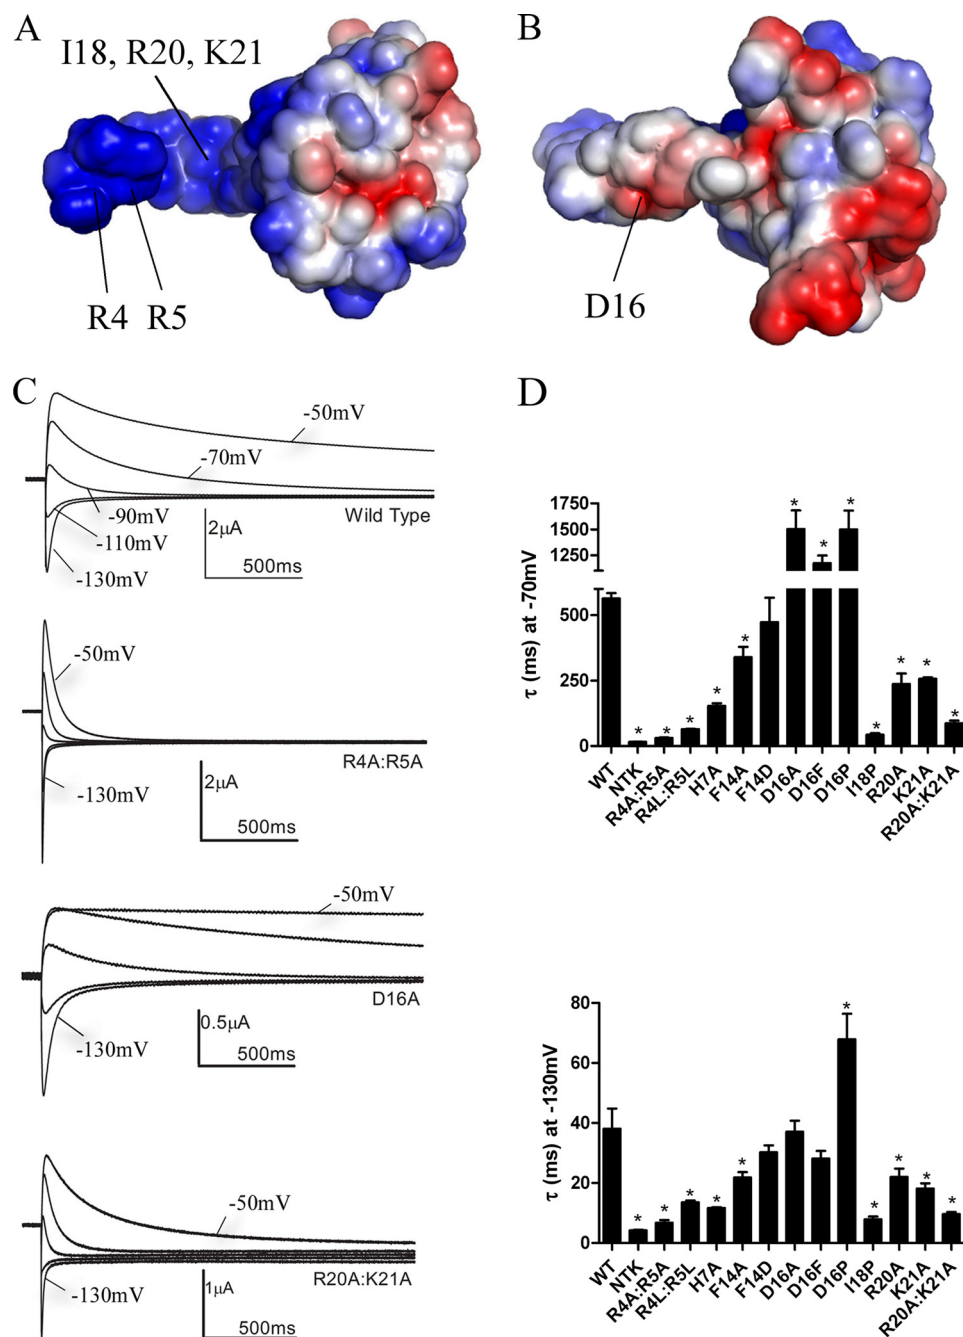 A
I18, R20, K21
R4 R5
B
D16
C
-50mV
-70mV
-90mV
-110mV
-130mV
Wild Type
2µA
500ms
-50mV
-130mV
R4A:R5A
2µA
500ms
-50mV
-130mV
D16A
0.5µA
500ms
-50mV
-130mV
R20A:K21A
1µA
500ms
D
τ (ms) at -70mV
1750
1500
1250
500
250
0
* * * * * * * * * * * *
WT
NTK
R4A:R5A
R4L:R5L
H7A
F14A
F14D
D16A
D16F
D16P
I18P
R20A
K21A
R20A:K21A
τ (ms) at -130mV
80
60
40
20
0
* * * * * * * * * *
WT
NTK
R4A:R5A
R4L:R5L
H7A
F14A
F14D
D16A
D16F
D16P
I18P
R20A
K21A
R20A:K21A